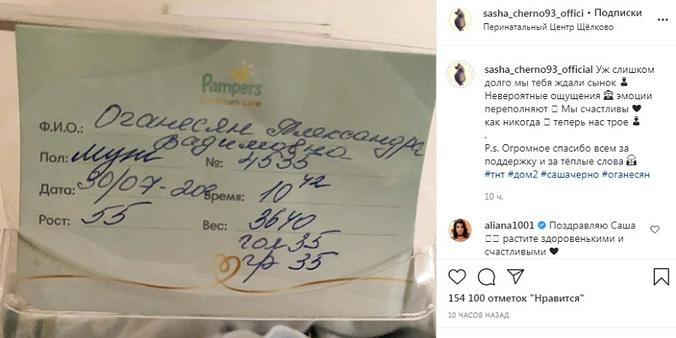 Pampers
Premium care
Ф.И.О.: Оганесян Александра
Вадимовна
Пол: муж №: 4535
Дата: 30/07-20г Время: 10 42
Рост: 55 Вес: 3640
гол 35
гр 35
sasha_cherno93_offici • Подписки
Перинатальный Центр Щёлково
sasha_cherno93_official Уж слишком
долго мы тебя ждали сынок
Невероятные ощущения эмоции
переполняют Мы счастливы
как никогда теперь нас трое
.
P.s. Огромное спасибо всем за
поддержку и за тёплые слова
#тнт #дом2 #сашачерно #оганесян
10 ч.
aliana1001 Поздравляю Саша
растите здоровенькими и
счастливыми
154 100 отметок "Нравится"
10 ЧАСОВ НАЗАД